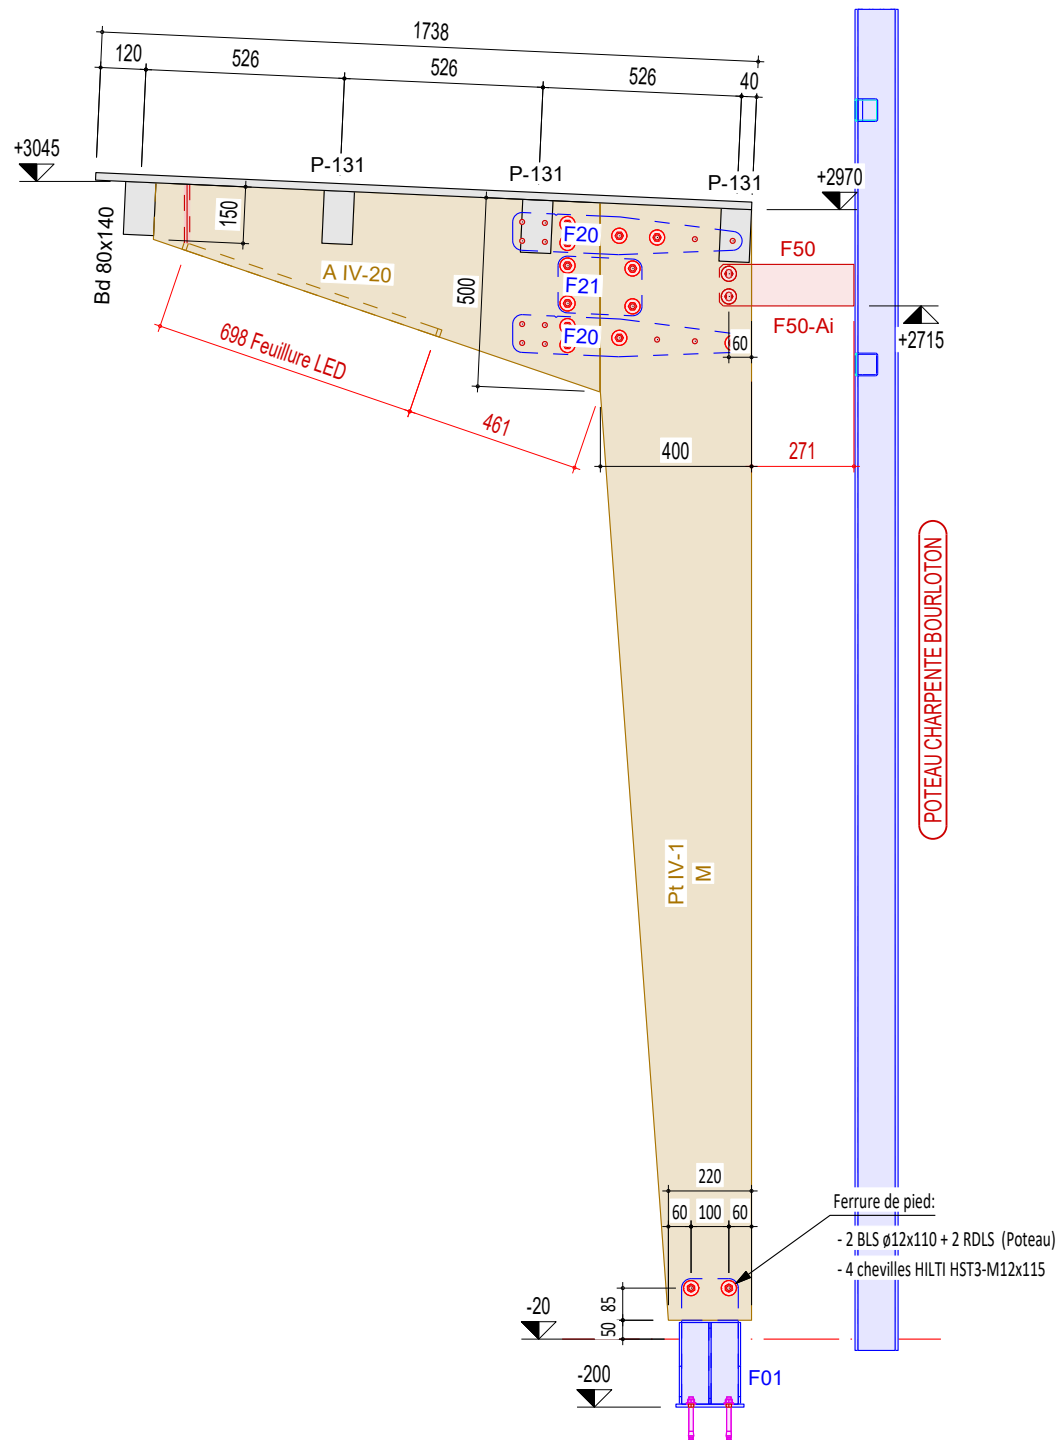 1738
120
526
526
526
40
+3045
P-131
P-131
P-131
+2970
Bd 80x140
150
A IV-20
500
F20
F21
F20
F50
F50-Ai
60
+2715
698 Feuillure LED
461
400
271
POTEAU CHARPENTE BOURLOTON
Pt IV-1
M
220
60
100
60
Ferrure de pied:
- 2 BLS ø12x110 + 2 RDLS (Poteau)
- 4 chevilles HILTI HST3-M12x115
85
50
-20
-200
F01